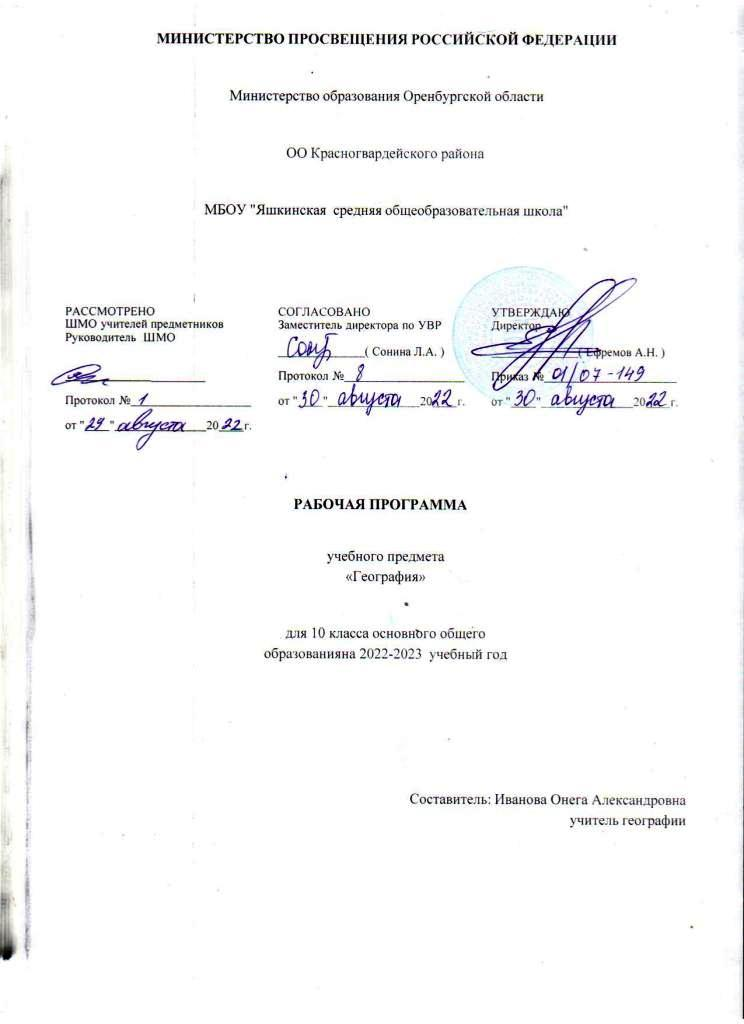 МИНИСТЕРСТВО ПРОСВЕЩЕНИЯ РОССИЙСКОЙ ФЕДЕРАЦИИ
Министерство образования Оренбургской области
ОО Красногвардейского района
МБОУ "Яшкинская средняя общеобразовательная школа"
РАССМОТРЕНО
ШМО учителей предметников
Руководитель ШМО
Протокол № 1
от "29" августа 2022 г.
СОГЛАСОВАНО
Заместитель директора по УВР
( Сонина Л.А. )
Протокол № 8
от "30" августа 2022 г.
УТВЕРЖДАЮ
Директор
( Ефремов А.Н. )
Приказ № 01/07-149
от "30" августа 2022 г.
РАБОЧАЯ ПРОГРАММА
учебного предмета
«География»
для 10 класса основного общего
образованияна 2022-2023 учебный год
Составитель: Иванова Онега Александровна
учитель географии